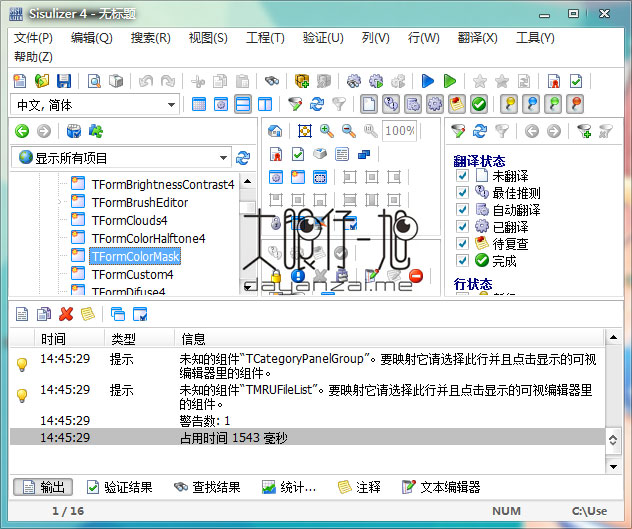 Sisulizer 4 - 无标题
文件(P) 编辑(Q) 搜索(R) 视图(S) 工程(T) 验证(U) 列(V) 行(W) 翻译(X) 工具(Y)
帮助(Z)
中文, 简体
100%
显示所有项目
TFormBrightnessContrast4
TFormBrushEditor
TFormClouds4
TFormColorHalftone4
TFormColorMask
TFormCustom4
TFormDifuse4
翻译状态
未翻译
最佳推测
自动翻译
已翻译
待复查
完成
行状态
大眼仔~旭
dayanzai.me
时间 类型 信息
14:45:29 提示 未知的组件“TCategoryPanelGroup”。要映射它请选择此行并且点击显示的可视
编辑器里的组件。
14:45:29 提示 未知的组件“TMRUFileList”。要映射它请选择此行并且点击显示的可视编辑器里
的组件。
14:45:29 警告数: 1
14:45:29 占用时间 1543 毫秒
输出 验证结果 查找结果 统计... 注释 文本编辑器
1 / 16 NUM C:\Use